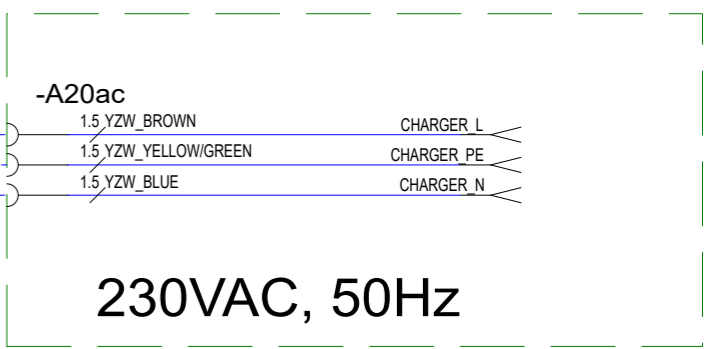 -A20ac
1.5 YZW_BROWN CHARGER_L
1.5 YZW_YELLOW/GREEN CHARGER_PE
1.5 YZW_BLUE CHARGER_N
230VAC, 50Hz